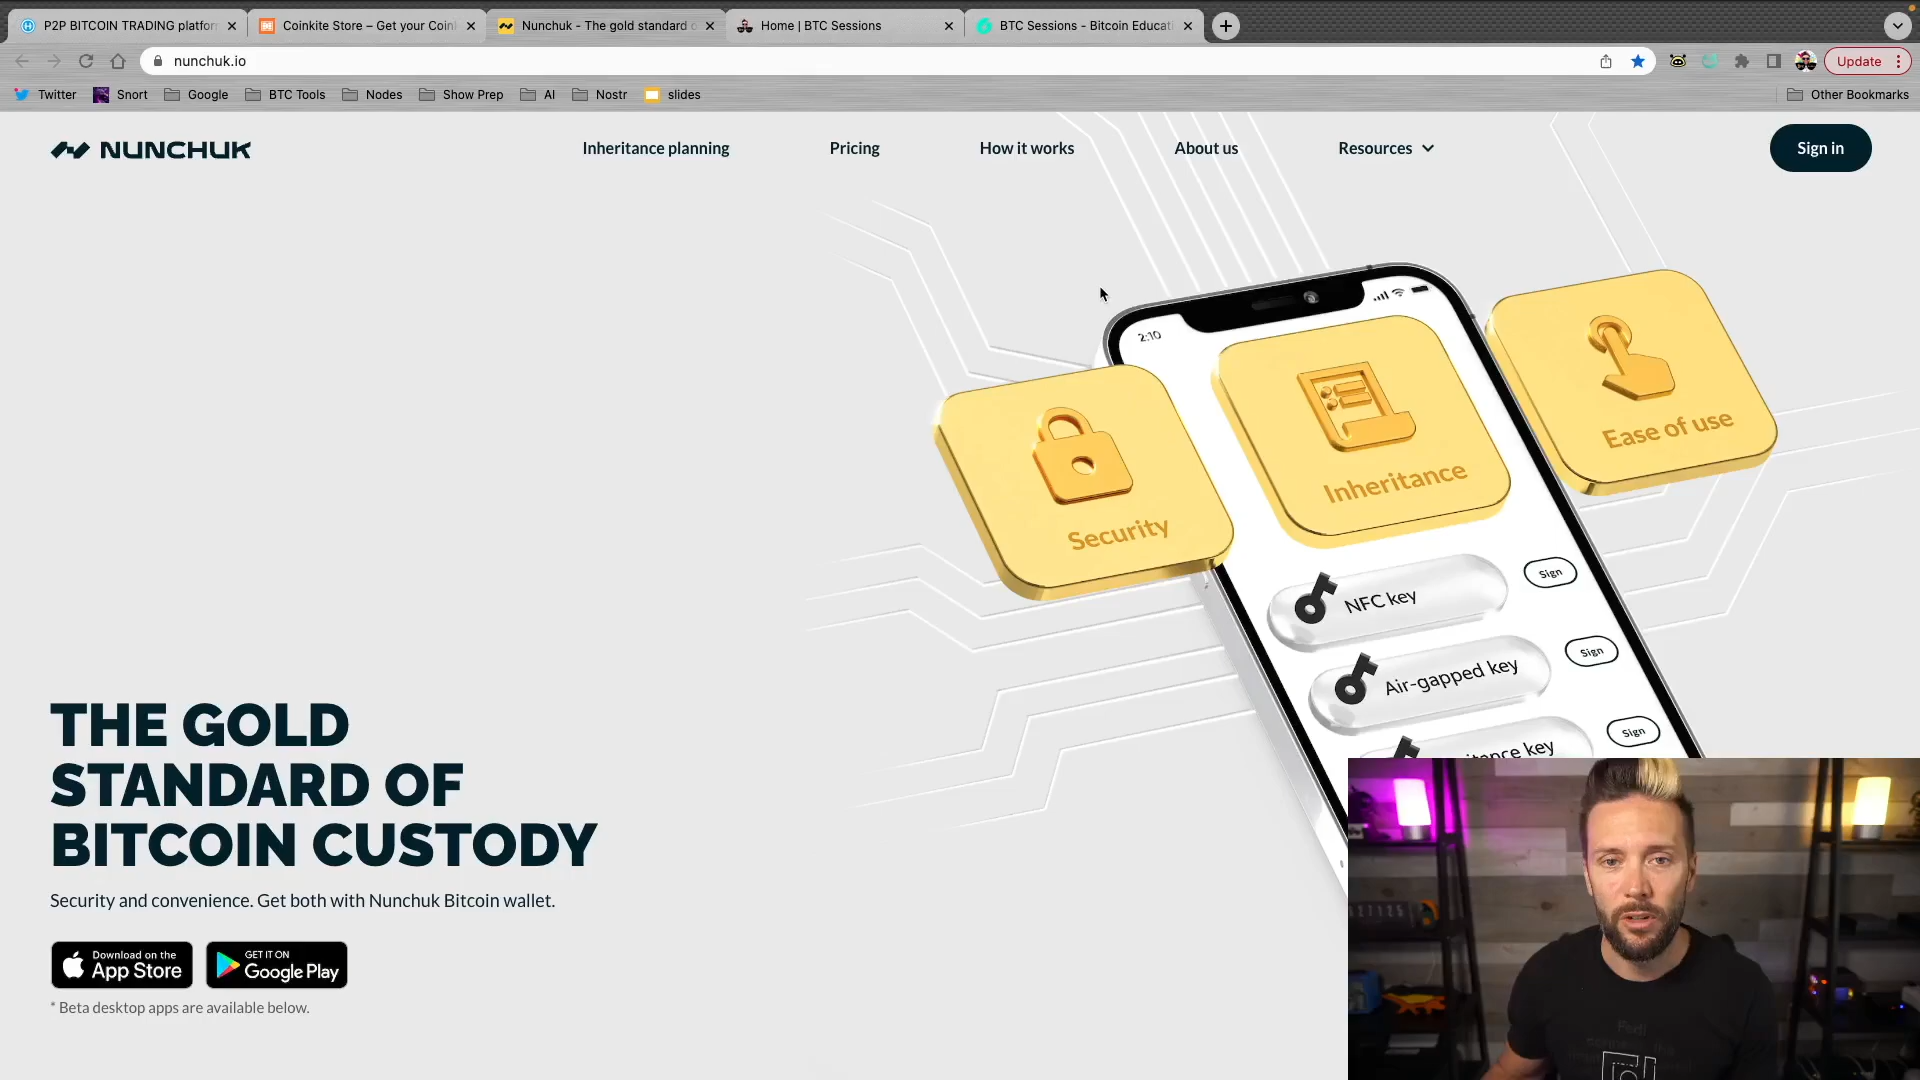 P2P BITCOIN TRADING platfor
Coinkite Store – Get your Coin
Nunchuk - The gold standard o
Home | BTC Sessions
BTC Sessions - Bitcoin Educati
nunchuk.io
Update
Twitter
Snort
Google
BTC Tools
Nodes
Show Prep
AI
Nostr
slides
Other Bookmarks
NUNCHUK
Inheritance planning
Pricing
How it works
About us
Resources
Sign in
2:10
Security
Inheritance
Ease of use
NFC key
Sign
Air-gapped key
Sign
key
Sign
THE GOLD
STANDARD OF
BITCOIN CUSTODY
Security and convenience. Get both with Nunchuk Bitcoin wallet.
Download on the
App Store
GET IT ON
Google Play
* Beta desktop apps are available below.